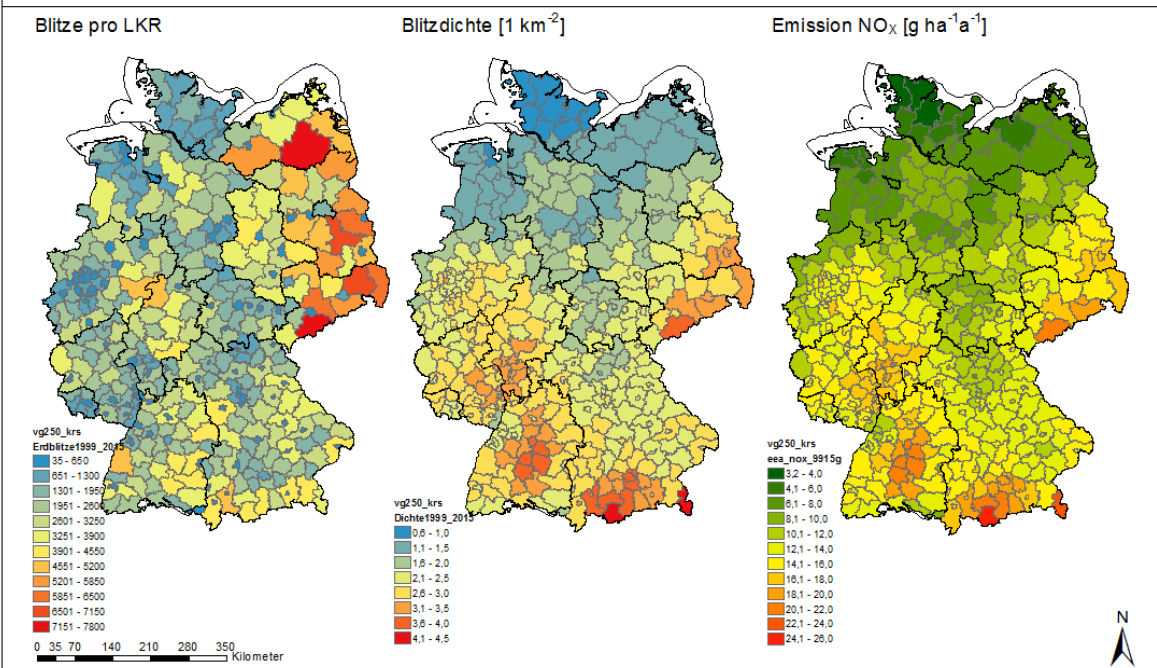 Blitze pro LKR
Blitzdichte [1 km⁻²]
Emission NOₓ [g ha⁻¹a⁻¹]
vg250_krs
Erdblitze1999_2015
35 - 650
651 - 1300
1301 - 1950
1951 - 2600
2601 - 3250
3251 - 3900
3901 - 4550
4551 - 5200
5201 - 5850
5851 - 6500
6501 - 7150
7151 - 7800
0 35 70 140 210 280 350
Kilometer
vg250_krs
Dichte1999_2015
0,6 - 1,0
1,1 - 1,5
1,6 - 2,0
2,1 - 2,5
2,6 - 3,0
3,1 - 3,5
3,6 - 4,0
4,1 - 4,5
vg250_krs
eea_nox_9915g
3,2 - 4,0
4,1 - 6,0
6,1 - 8,0
8,1 - 10,0
10,1 - 12,0
12,1 - 14,0
14,1 - 16,0
16,1 - 18,0
18,1 - 20,0
20,1 - 22,0
22,1 - 24,0
24,1 - 26,0
N